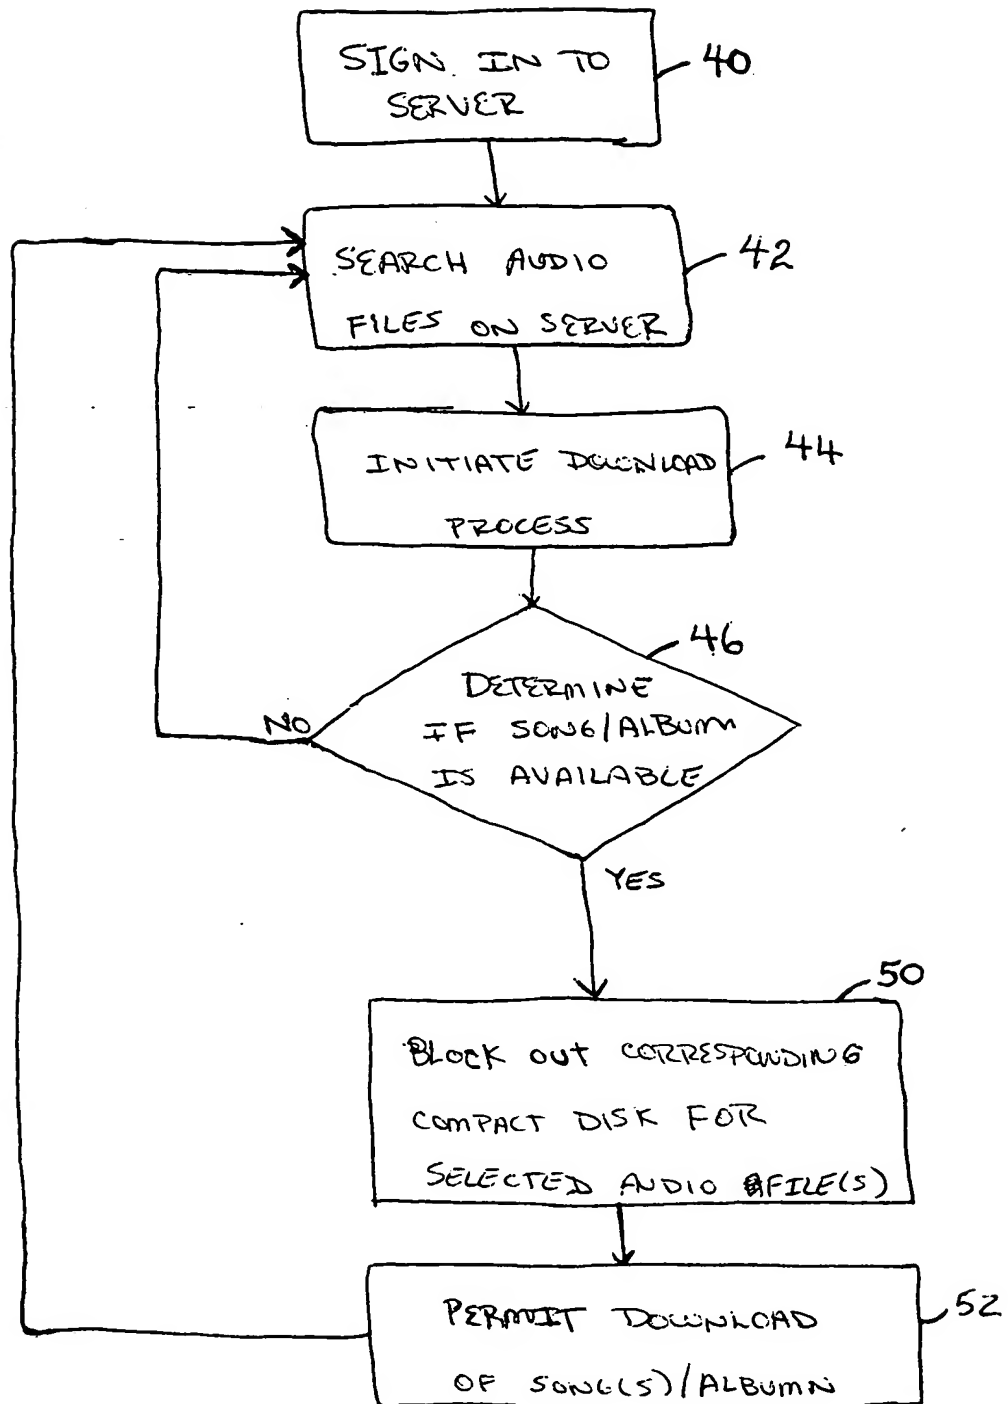 SIGN IN TO
SERVER
40
SEARCH AUDIO
FILES ON SERVER
42
INITIATE DOWNLOAD
PROCESS
44
46
DETERMINE
IF SONG/ALBUMN
IS AVAILABLE
NO
YES
50
BLOCK OUT CORRESPONDING
COMPACT DISK FOR
SELECTED AUDIO FILE(S)
PERMIT DOWNLOAD
OF SONG(S)/ALBUMN
52